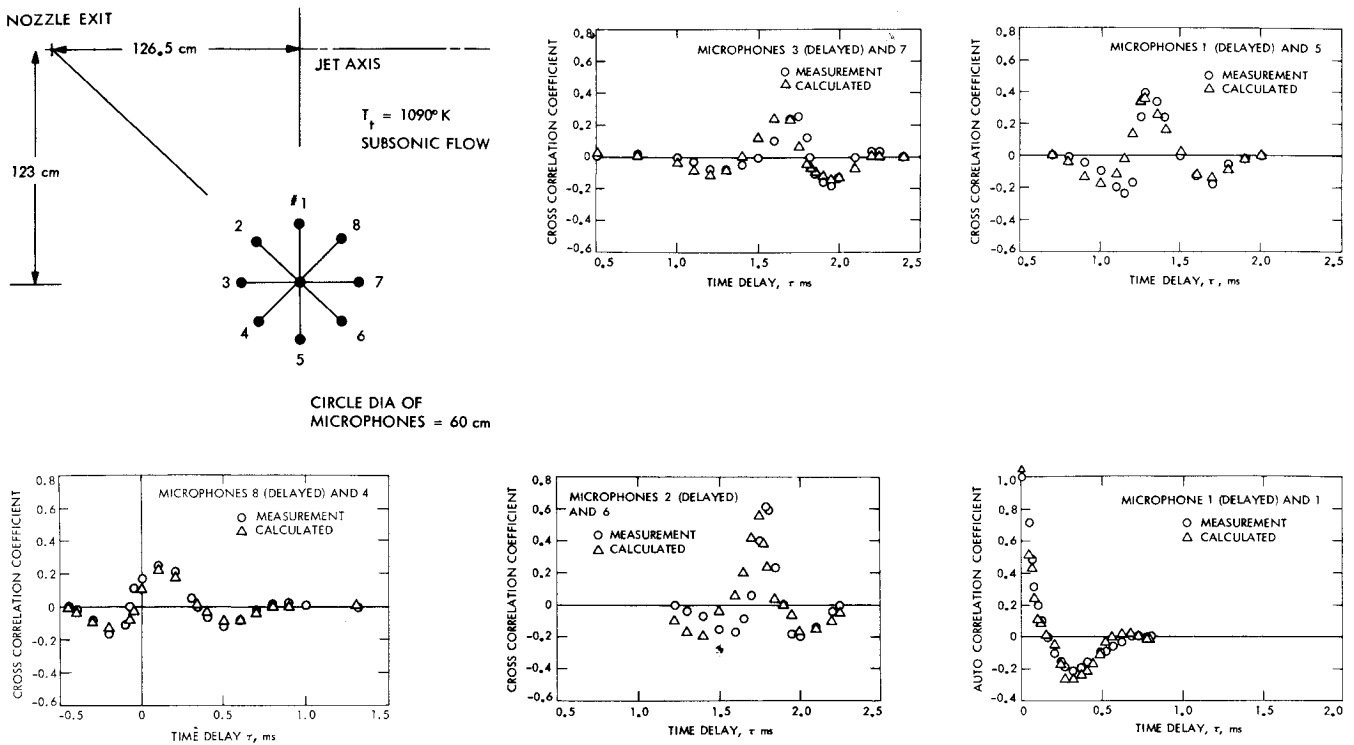 NOZZLE EXIT
126.5 cm
JET AXIS
T_t = 1090° K
SUBSONIC FLOW
123 cm
#1
2
8
3
7
4
6
5
CIRCLE DIA OF
MICROPHONES = 60 cm
MICROPHONES 3 (DELAYED) AND 7
○ MEASUREMENT
△ CALCULATED
CROSS CORRELATION COEFFICIENT
0.8
0.6
0.4
0.2
0
-0.2
-0.4
-0.6
0.5
1.0
1.5
2.0
2.5
TIME DELAY, τ ms
MICROPHONES 1 (DELAYED) AND 5
○ MEASUREMENT
△ CALCULATED
CROSS CORRELATION COEFFICIENT
0.8
0.6
0.4
0.2
0
-0.2
-0.4
-0.6
0.5
1.0
1.5
2.0
2.5
TIME DELAY, τ, ms
MICROPHONES 8 (DELAYED) AND 4
○ MEASUREMENT
△ CALCULATED
CROSS CORRELATION COEFFICIENT
0.8
0.6
0.4
0.2
0
-0.2
-0.4
-0.6
-0.5
0
0.5
1.0
1.5
TIME DELAY τ, ms
MICROPHONES 2 (DELAYED)
AND 6
○ MEASUREMENT
△ CALCULATED
CROSS CORRELATION COEFFICIENT
0.8
0.6
0.4
0.2
0
-0.2
-0.4
-0.6
0.5
1.0
1.5
2.0
2.5
TIME DELAY, τ ms
MICROPHONE 1 (DELAYED) AND 1
○ MEASUREMENT
△ CALCULATED
AUTO CORRELATION COEFFICIENT
1.0
0.8
0.6
0.4
0.2
0
-0.2
-0.4
0
0.5
1.0
1.5
2.0
TIME DELAY, τ, ms